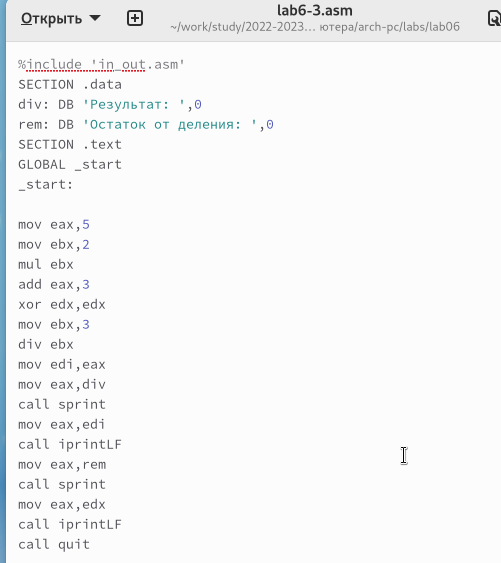 Открыть
lab6-3.asm
~/work/study/2022-2023... ютера/arch-pc/labs/lab06
%include 'in_out.asm'
SECTION .data
div: DB 'Результат: ',0
rem: DB 'Остаток от деления: ',0
SECTION .text
GLOBAL _start
_start:
mov eax,5
mov ebx,2
mul ebx
add eax,3
xor edx,edx
mov ebx,3
div ebx
mov edi,eax
mov eax,div
call sprint
mov eax,edi
call iprintLF
mov eax,rem
call sprint
mov eax,edx
call iprintLF
call quit